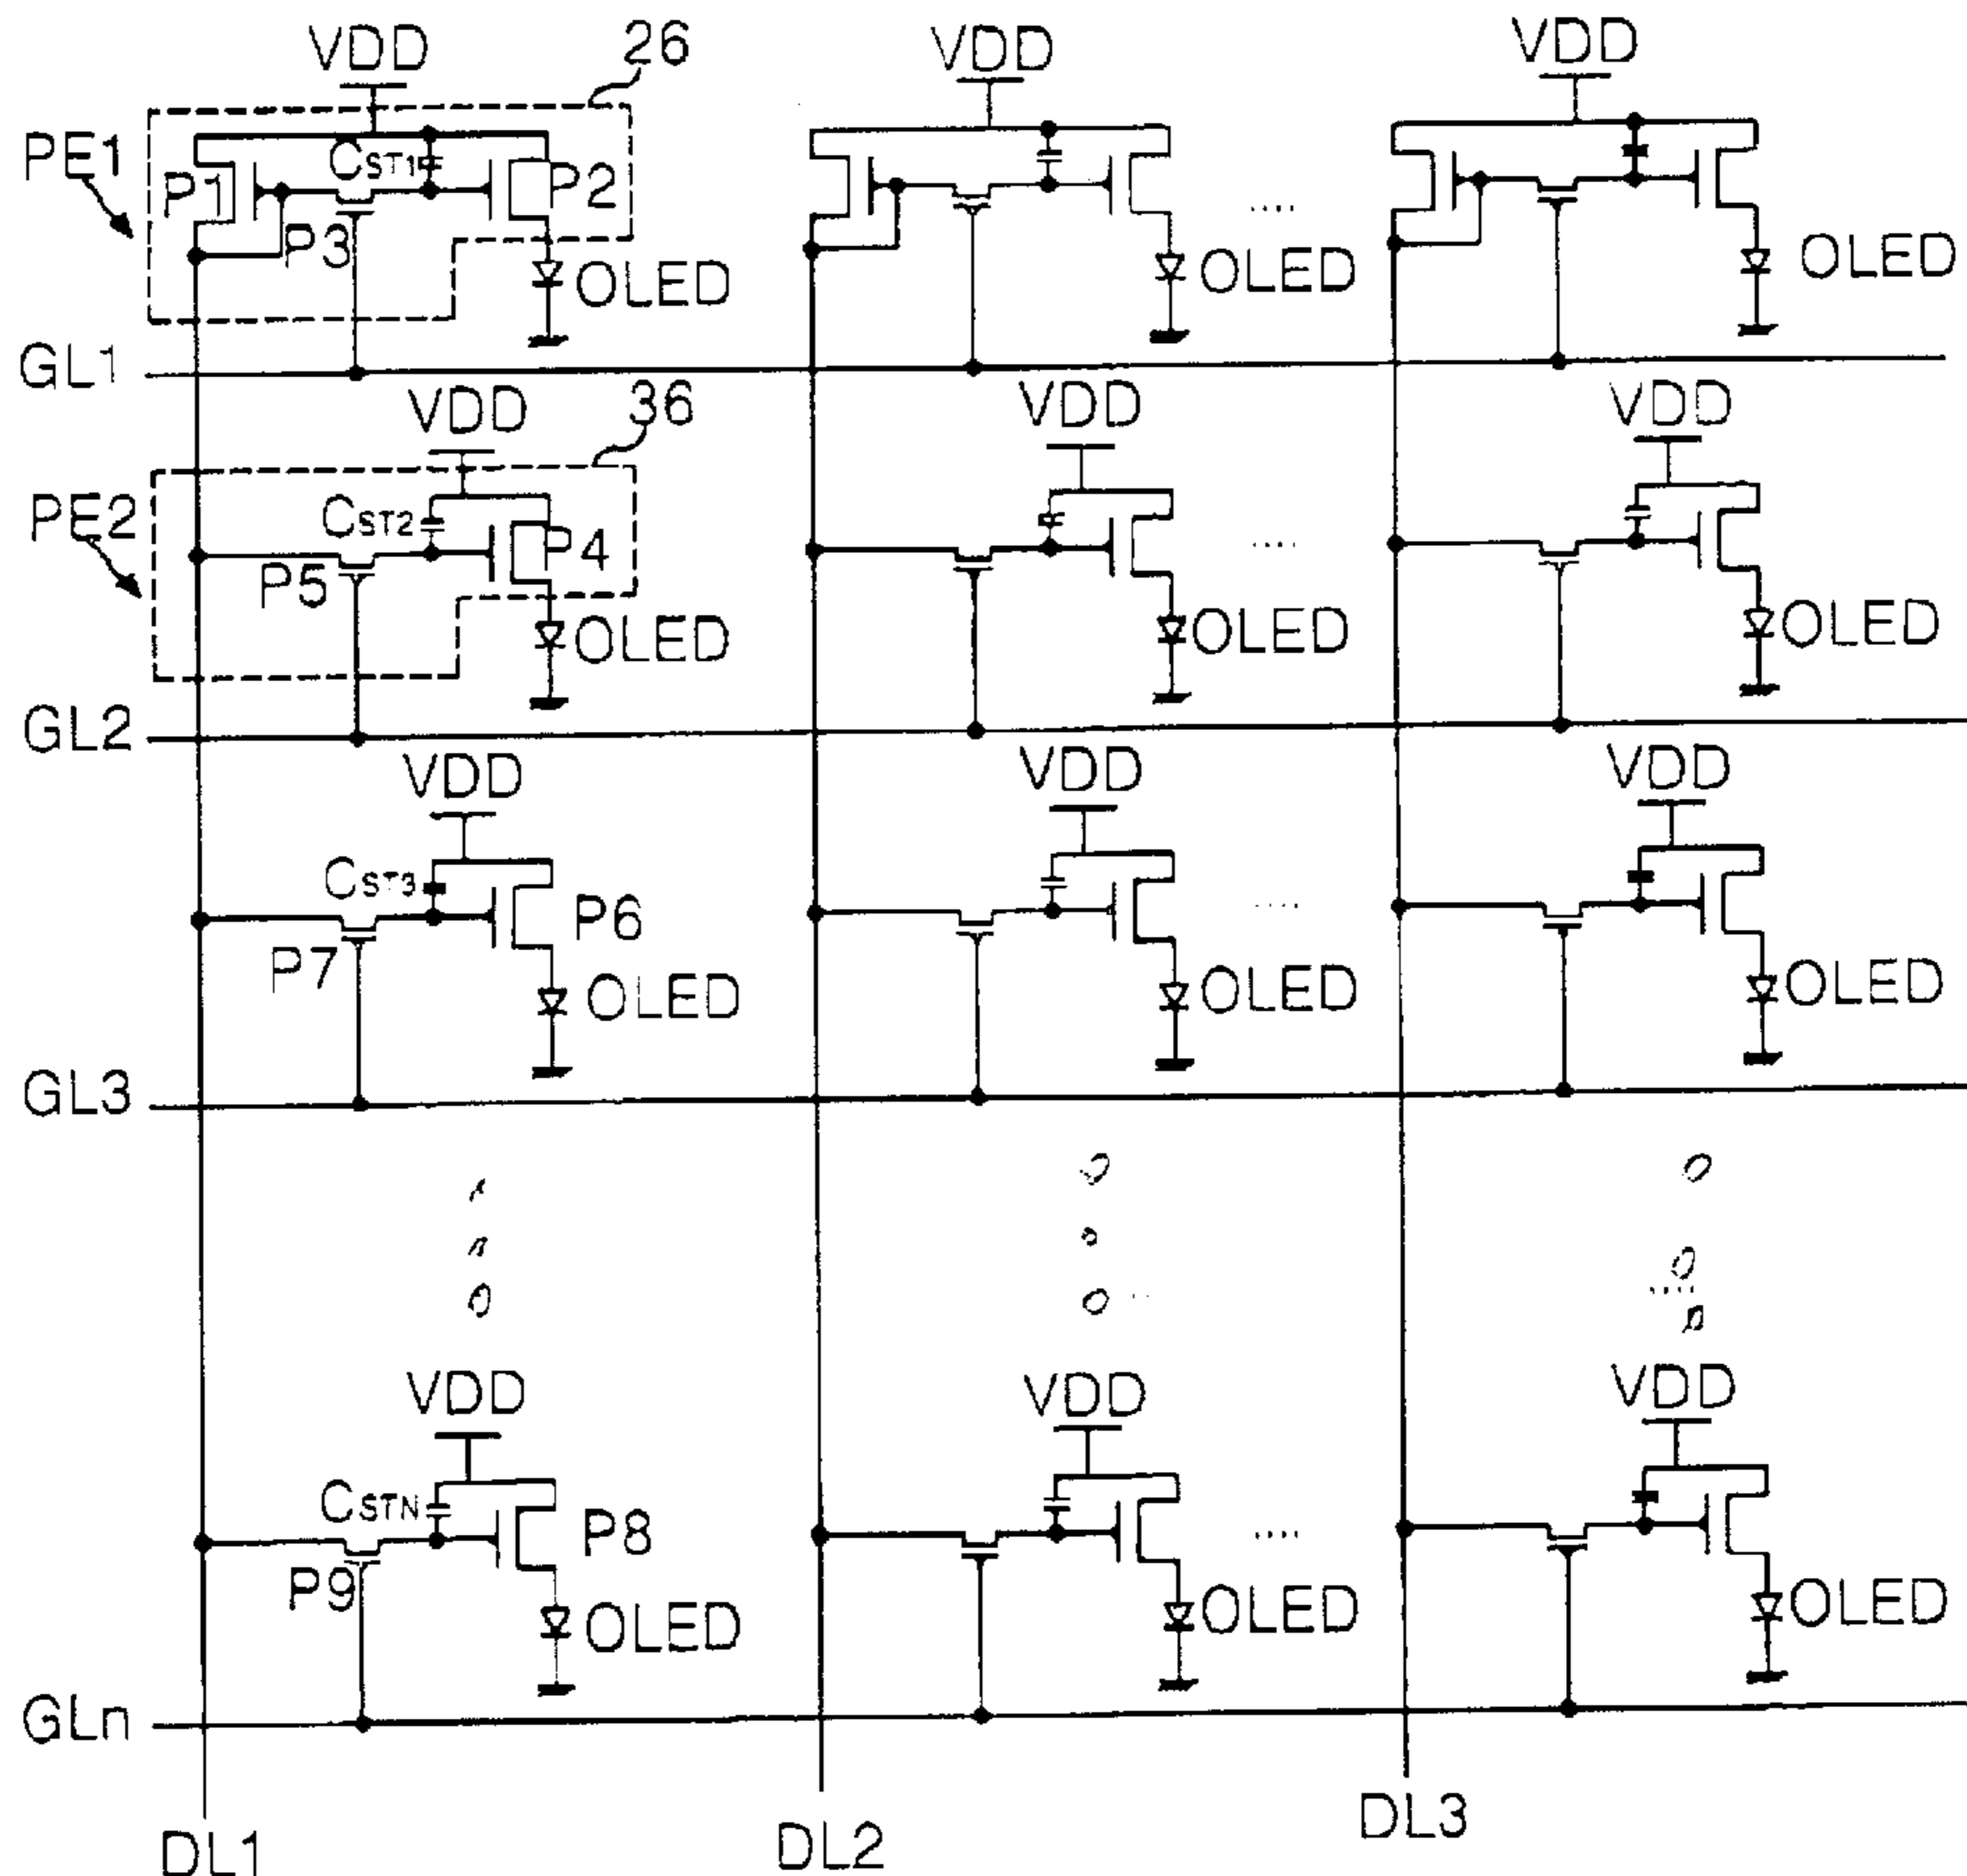 26
VDD VDD VDD
PE1
CST1
P1 P2
P3
OLED OLED OLED
GL1
36
VDD VDD VDD
PE2
CST2
P4
P5
OLED OLED OLED
GL2
VDD VDD VDD
CST3
P6
P7
OLED OLED OLED
GL3
VDD VDD VDD
CSTN
P8
P9
OLED OLED OLED
GLn
DL1 DL2 DL3